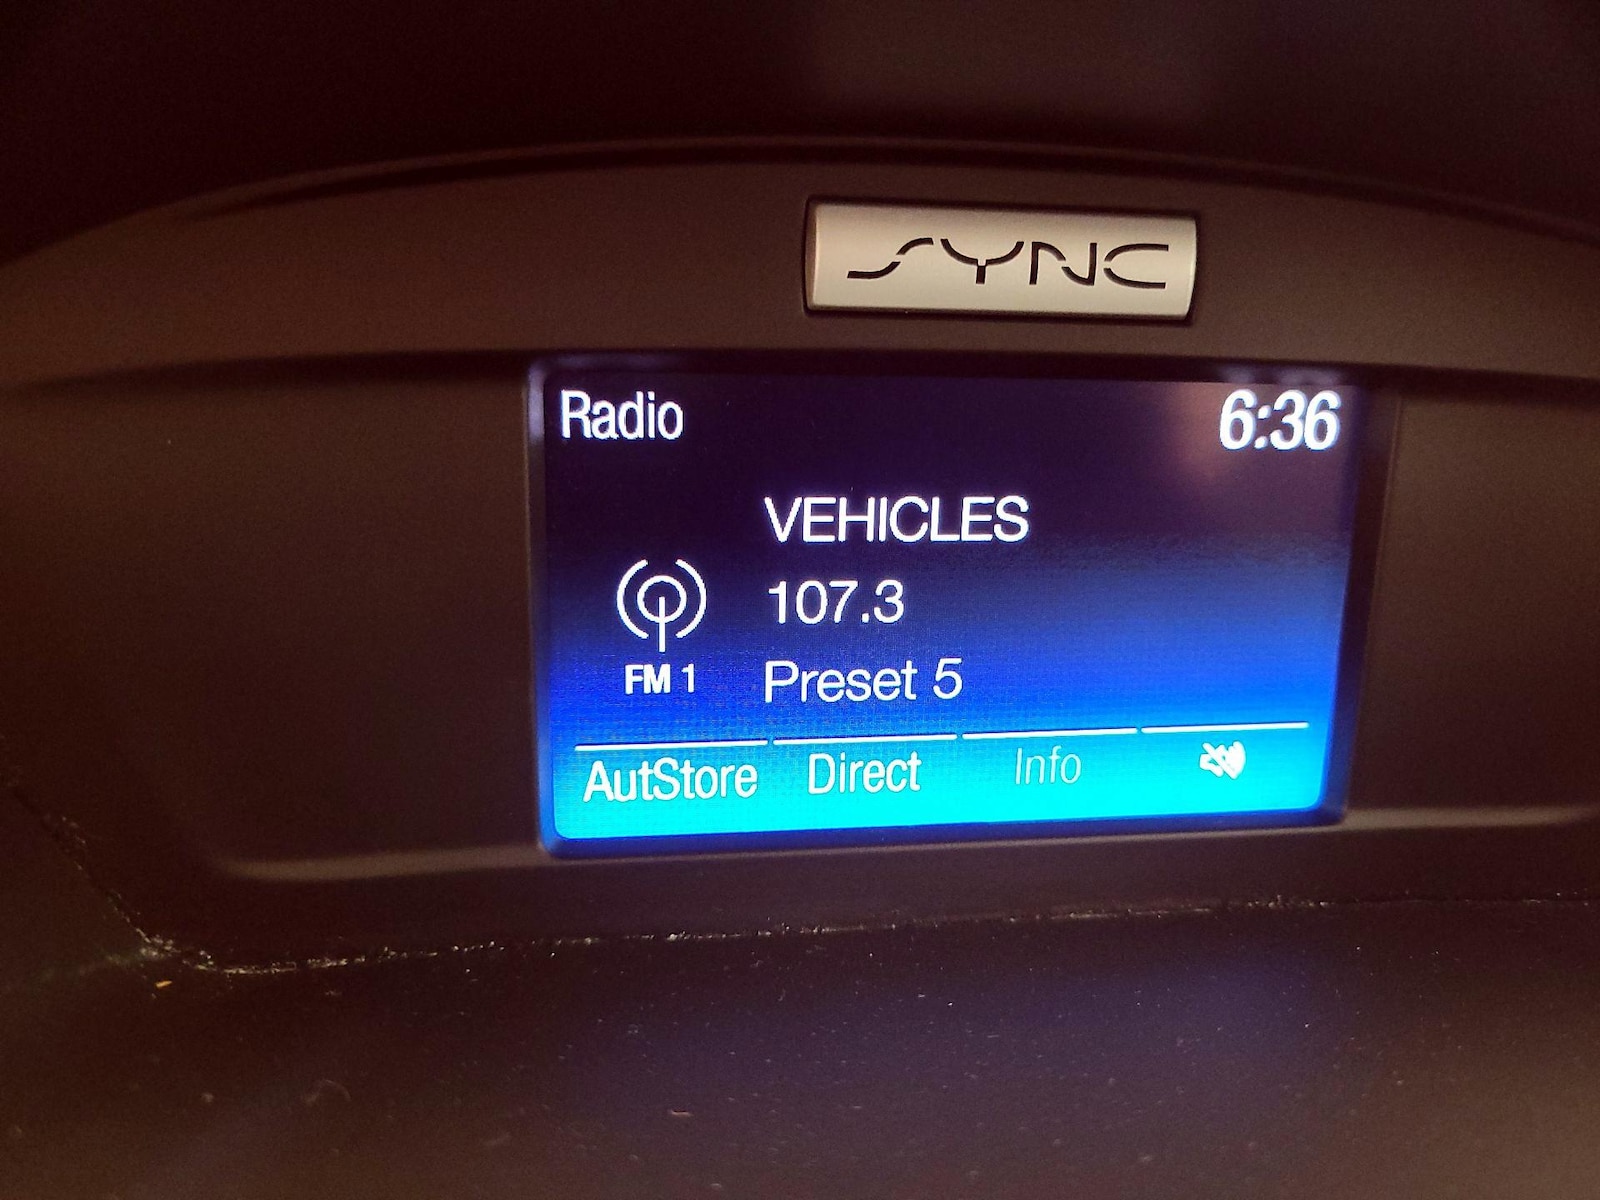 SYNC
Radio 6:36
VEHICLES
107.3
FM 1 Preset 5
AutStore Direct Info